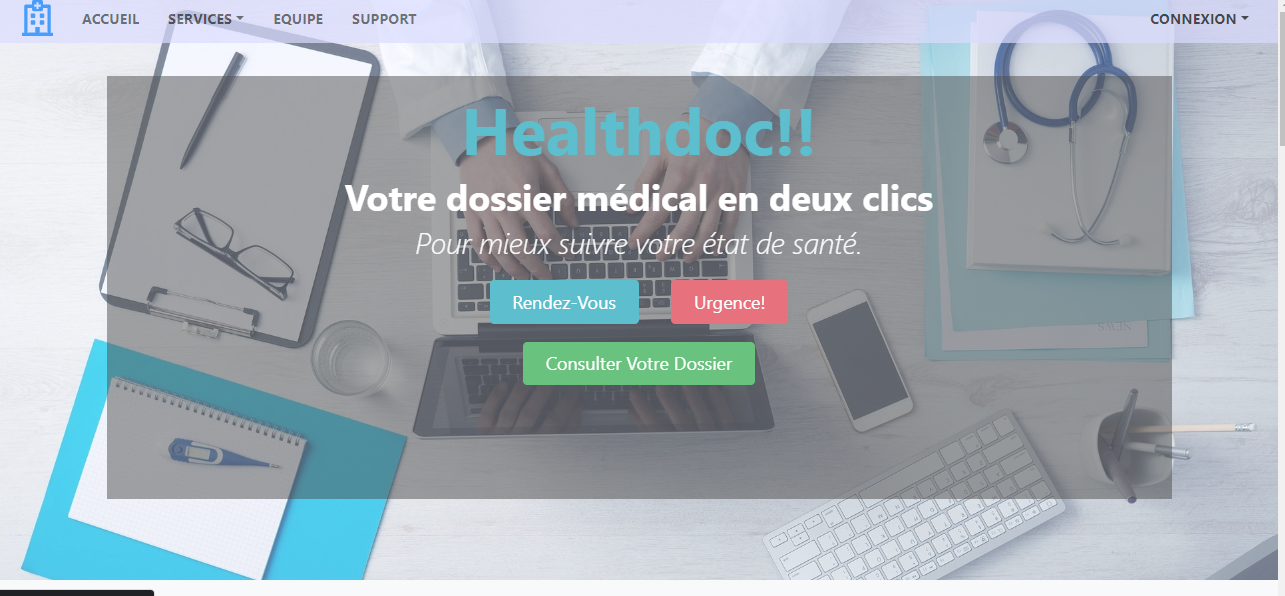 ACCUEIL SERVICES EQUIPE SUPPORT CONNEXION
Healthdoc!!
Votre dossier médical en deux clics
Pour mieux suivre votre état de santé.
Rendez-Vous Urgence!
Consulter Votre Dossier
NEWS